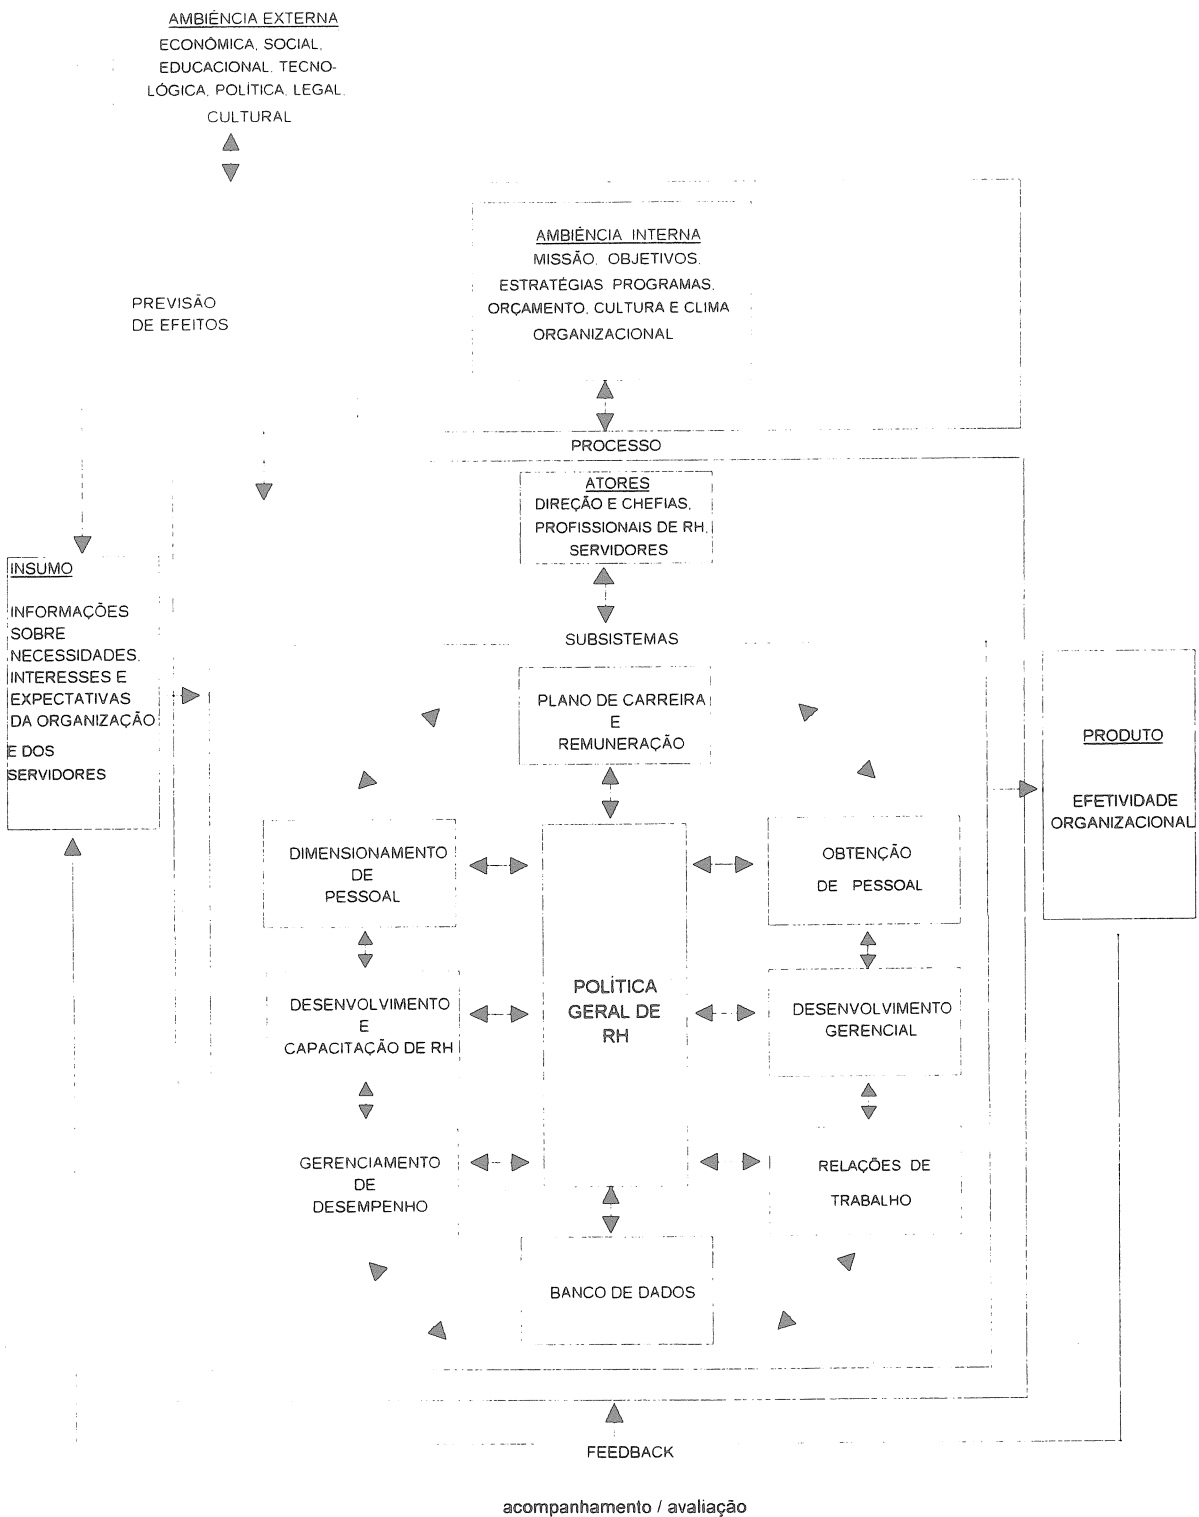 AMBIÊNCIA EXTERNA
ECONÔMICA, SOCIAL,
EDUCACIONAL, TECNO-
LÓGICA, POLÍTICA, LEGAL,
CULTURAL
AMBIÊNCIA INTERNA
MISSÃO, OBJETIVOS,
ESTRATÉGIAS PROGRAMAS,
ORÇAMENTO, CULTURA E CLIMA
ORGANIZACIONAL
PREVISÃO
DE EFEITOS
PROCESSO
ATORES
DIREÇÃO E CHEFIAS,
PROFISSIONAIS DE RH,
SERVIDORES
INSUMO
INFORMAÇÕES
SOBRE
NECESSIDADES,
INTERESSES E
EXPECTATIVAS
DA ORGANIZAÇÃO
E DOS
SERVIDORES
SUBSISTEMAS
PLANO DE CARREIRA
E
REMUNERAÇÃO
PRODUTO
EFETIVIDADE
ORGANIZACIONAL
DIMENSIONAMENTO
DE
PESSOAL
OBTENÇÃO
DE PESSOAL
POLÍTICA
GERAL DE
RH
DESENVOLVIMENTO
E
CAPACITAÇÃO DE RH
DESENVOLVIMENTO
GERENCIAL
GERENCIAMENTO
DE
DESEMPENHO
RELAÇÕES DE
TRABALHO
BANCO DE DADOS
FEEDBACK
acompanhamento / avaliação